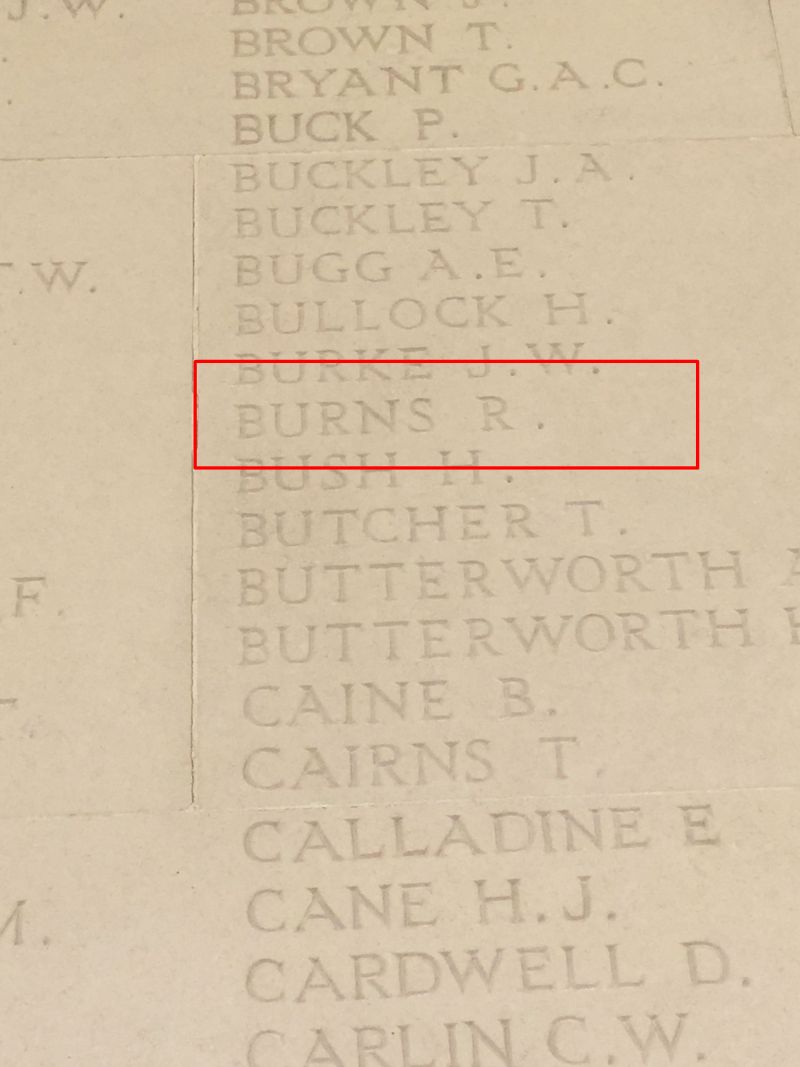 J.W.
BROWN J.
BROWN T.
BRYANT G.A.C.
BUCK P.
BUCKLEY J.A.
BUCKLEY T.
T.W.
BUGG A.E.
BULLOCK H.
BURKE J.W.
BURNS R.
BUSH H.
BUTCHER T.
F.
BUTTERWORTH A
BUTTERWORTH
CAINE B.
CAIRNS T.
CALLADINE E
CANE H.J.
M.
CARDWELL D.
CARLIN C.W.